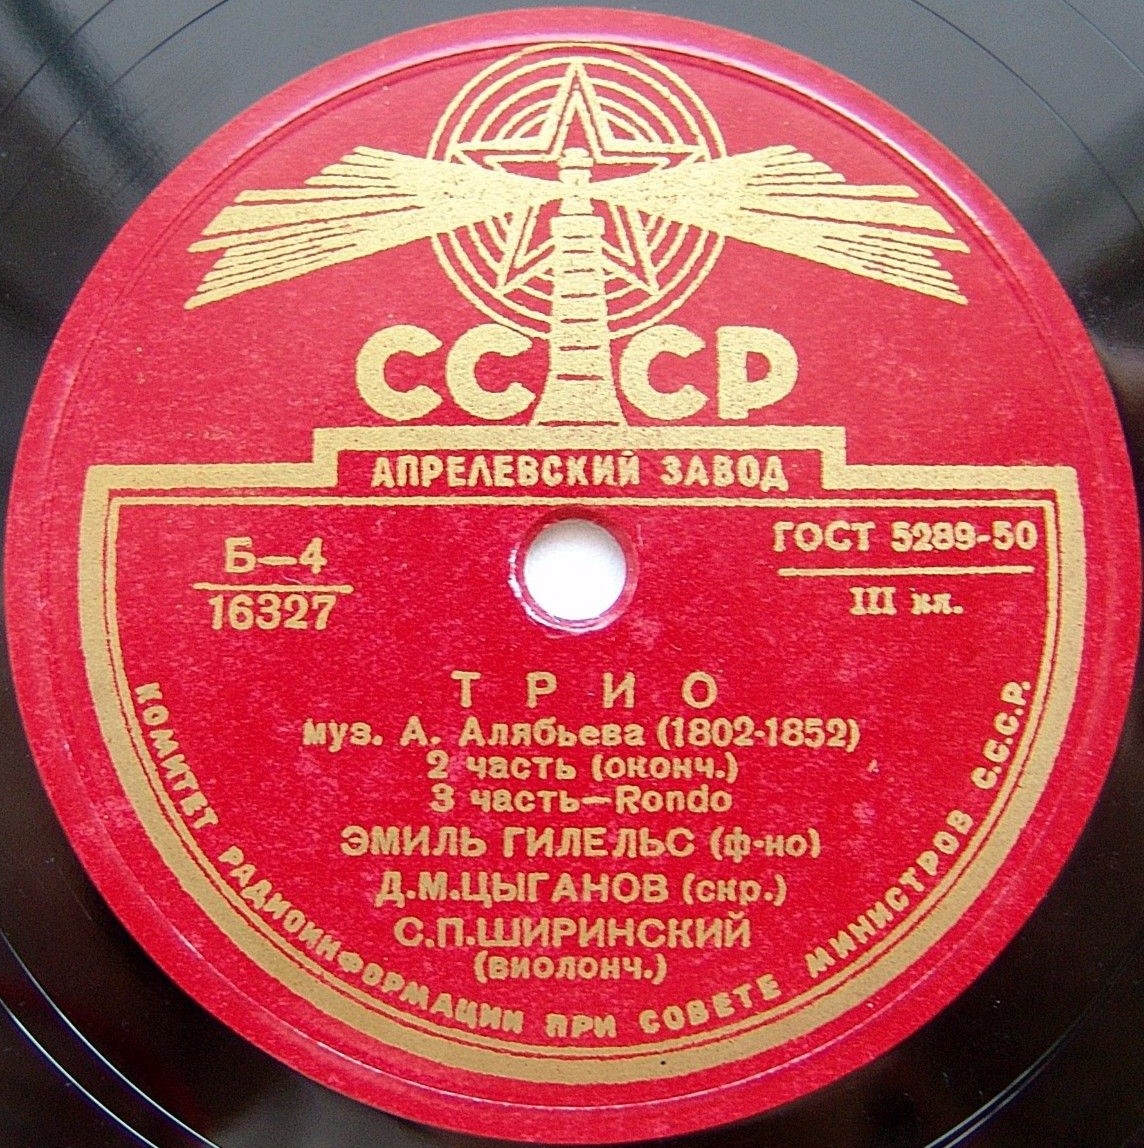 СССР
АПРЕЛЕВСКИЙ ЗАВОД
Б—4
16327
ГОСТ 5289-50
III кл.
ТРИО
муз. А. Алябьева (1802-1852)
2 часть (оконч.)
3 часть—Rondo
ЭМИЛЬ ГИЛЕЛЬС (ф-но)
Д.М.ЦЫГАНОВ (скр.)
С.П.ШИРИНСКИЙ
(виолонч.)
КОМИТЕТ РАДИОИНФОРМАЦИИ ПРИ СОВЕТЕ МИНИСТРОВ С.С.С.Р.